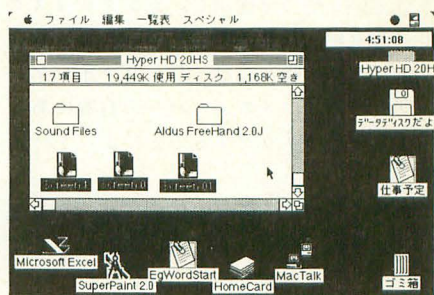 ファイル 編集 一覧表 スペシャル
4:51:08
Hyper HD 20HS
17 項目 19,449K 使用 ディスク 1,168K 空き
Hyper HD 20H
Sound Files
Aldus FreeHand 2.0J
データディスクだよ
Screen 0
仕事予定
Microsoft Excel
SuperPaint 2.0
EgWordStart
HomeCard
MacTalk
ゴミ箱